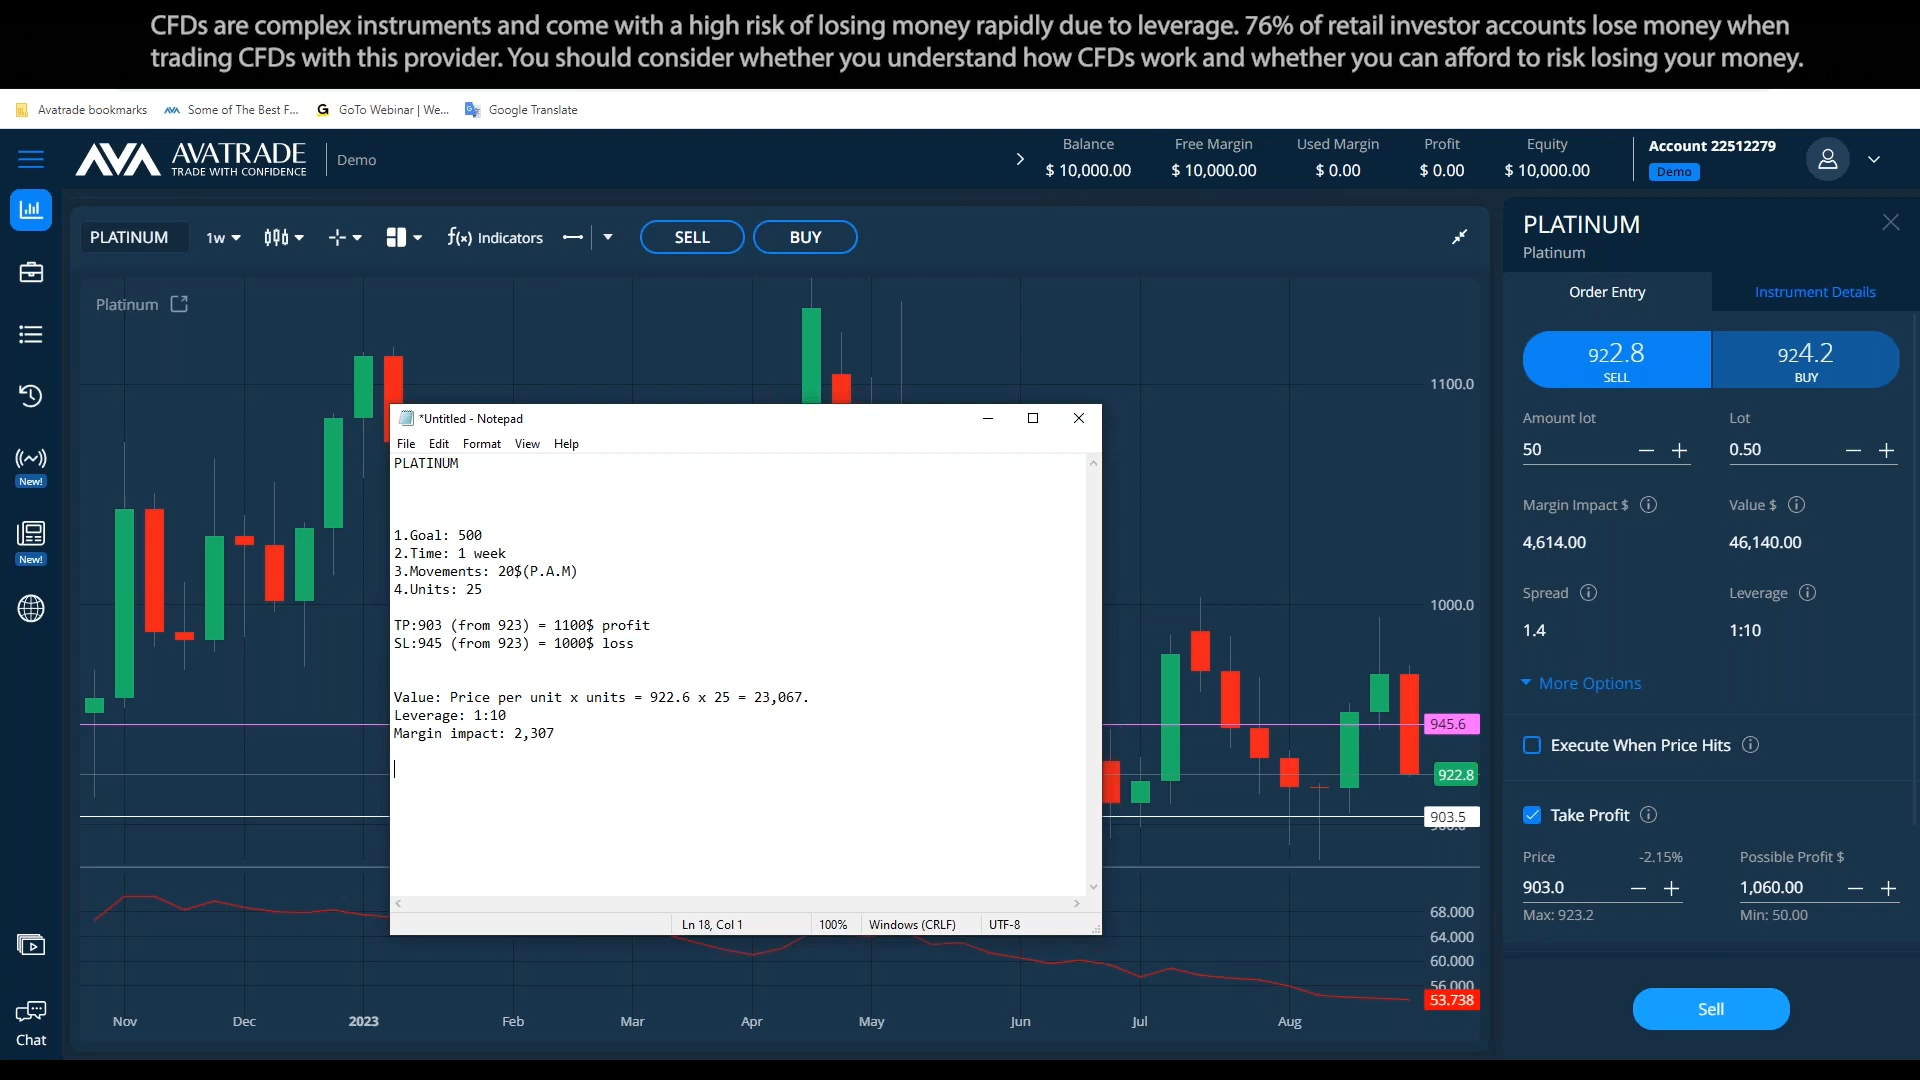 CFDs are complex instruments and come with a high risk of losing money rapidly due to leverage. 76% of retail investor accounts lose money when
trading CFDs with this provider. You should consider whether you understand how CFDs work and whether you can afford to risk losing your money.
Avatrade bookmarks
Some of The Best F...
GoTo Webinar | We...
Google Translate
AVA AVATRADE
TRADE WITH CONFIDENCE
Demo
Balance
$ 10,000.00
Free Margin
$ 10,000.00
Used Margin
$ 0.00
Profit
$ 0.00
Equity
$ 10,000.00
Account 22512279
Demo
PLATINUM
1w
f(x) Indicators
SELL
BUY
Platinum
*Untitled - Notepad
File Edit Format View Help
PLATINUM
1.Goal: 500
2.Time: 1 week
3.Movements: 20$(P.A.M)
4.Units: 25
TP:903 (from 923) = 1100$ profit
SL:945 (from 923) = 1000$ loss
Value: Price per unit x units = 922.6 x 25 = 23,067.
Leverage: 1:10
Margin impact: 2,307
Ln 18, Col 1
100%
Windows (CRLF)
UTF-8
1100.0
1000.0
945.6
922.8
903.5
68.000
64.000
60.000
56.000
53.738
Nov
Dec
2023
Feb
Mar
Apr
May
Jun
Jul
Aug
New!
New!
Chat
PLATINUM
Platinum
Order Entry
Instrument Details
922.8
SELL
924.2
BUY
Amount lot
50
Lot
0.50
Margin Impact $
4,614.00
Value $
46,140.00
Spread
1.4
Leverage
1:10
More Options
Execute When Price Hits
Take Profit
Price -2.15%
903.0
Max: 923.2
Possible Profit $
1,060.00
Min: 50.00
Sell